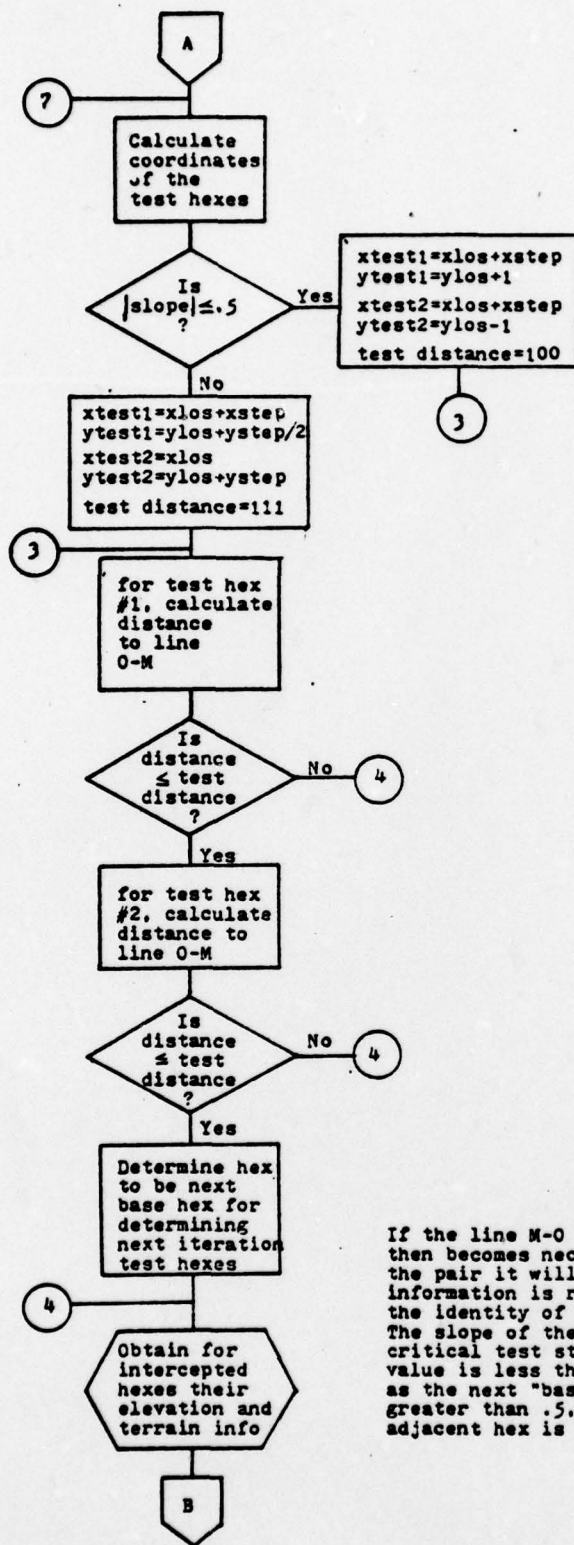 A
7
Calculate
coordinates
of the
test hexes
Is
|slope|≤.5
?
Yes
xtest1=xlos+xstep
ytest1=ylos+1
xtest2=xlos+xstep
ytest2=ylos-1
test distance=100
3
No
xtest1=xlos+xstep
ytest1=ylos+ystep/2
xtest2=xlos
ytest2=ylos+ystep
test distance=111
3
for test hex
#1, calculate
distance
to line
O-M
Is
distance
≤ test
distance
?
No
4
Yes
for test hex
#2, calculate
distance to
line O-M
Is
distance
≤ test
distance
?
No
4
Yes
Determine hex
to be next
base hex for
determining
next iteration
test hexes
4
Obtain for
intercepted
hexes their
elevation and
terrain info
B
If the line M-O
then becomes nec
the pair it will
information is r
the identity of
The slope of the
critical test st
value is less th
as the next "bas
greater than .5,
adjacent hex is